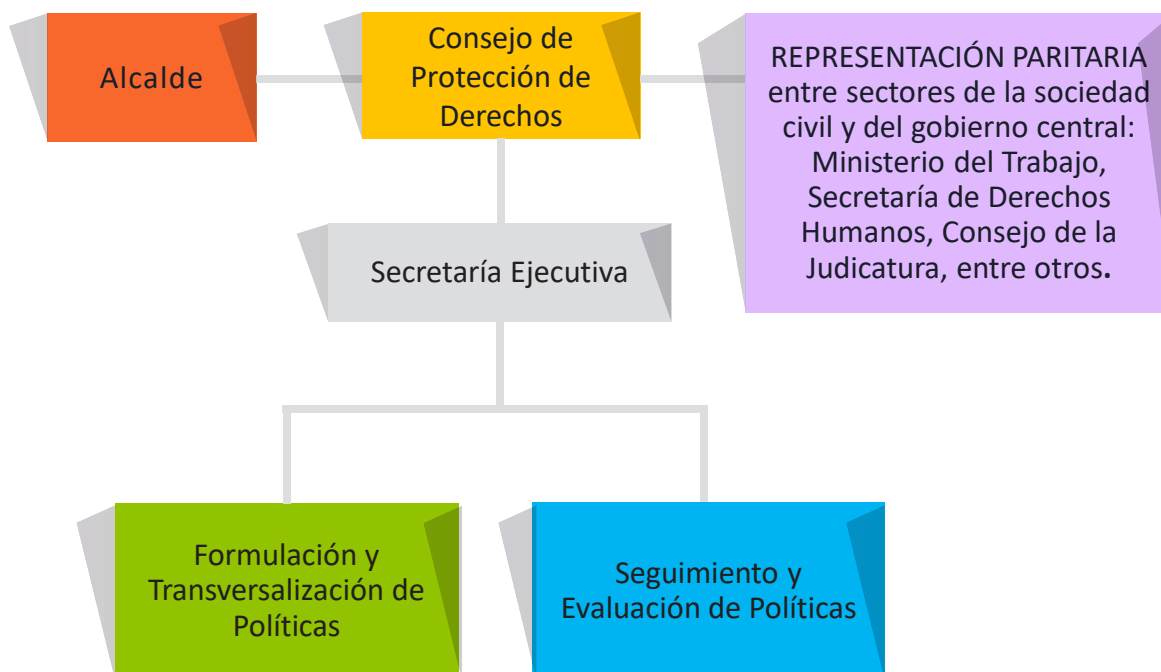 Alcalde
Consejo de
Protección de
Derechos
REPRESENTACIÓN PARITARIA
entre sectores de la sociedad
civil y del gobierno central:
Ministerio del Trabajo,
Secretaría de Derechos
Humanos, Consejo de la
Judicatura, entre otros.
Secretaría Ejecutiva
Formulación y
Transversalización de
Políticas
Seguimiento y
Evaluación de Políticas